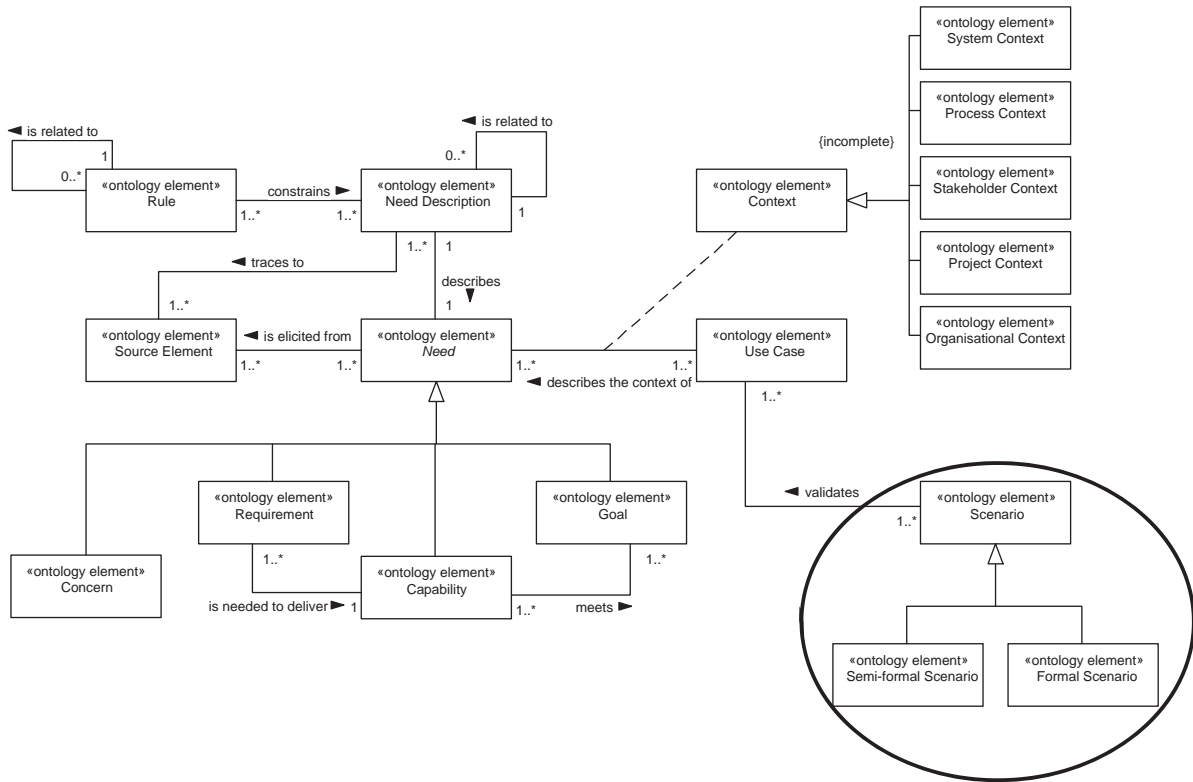 «ontology element»
System Context
«ontology element»
Process Context
{incomplete}
«ontology element»
Stakeholder Context
«ontology element»
Project Context
«ontology element»
Organisational Context
◄ is related to
1
0..*
«ontology element»
Rule
constrains ►
1..*
1..*
◄ is related to
0..*
1
«ontology element»
Need Description
«ontology element»
Context
1..*
1
◄ traces to
describes
▼
1..*
1
«ontology element»
Source Element
◄ is elicited from
1..*
1..*
«ontology element»
Need
1..*
1..*
◄ describes the context of
«ontology element»
Use Case
1..*
«ontology element»
Requirement
«ontology element»
Goal
◄ validates
1..*
«ontology element»
Scenario
1..*
1..*
«ontology element»
Concern
«ontology element»
Capability
is needed to deliver ►
1
1..*
meets ►
«ontology element»
Semi-formal Scenario
«ontology element»
Formal Scenario